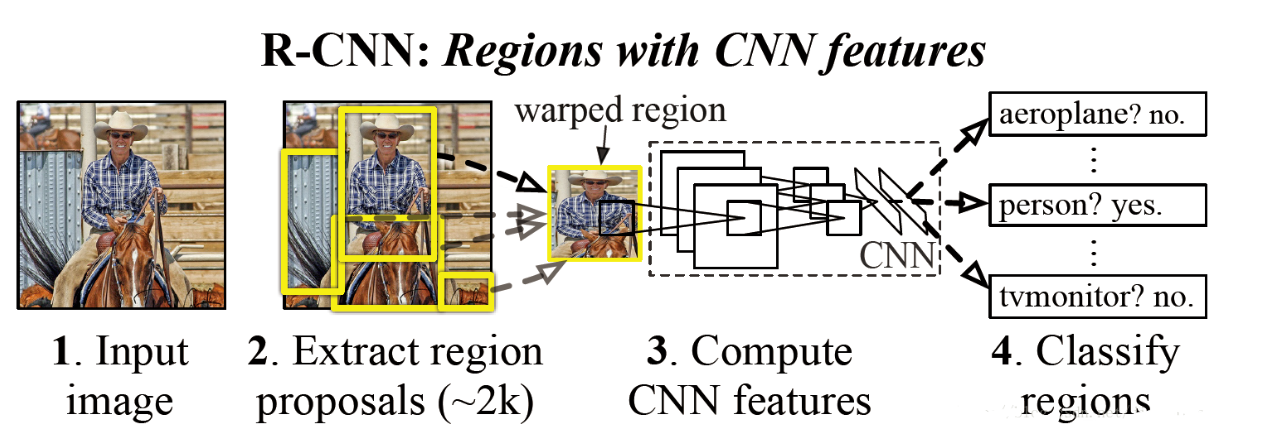 R-CNN: Regions with CNN features
warped region
aeroplane? no.
person? yes.
CNN
tvmonitor? no.
1. Input
image
2. Extract region
proposals (~2k)
3. Compute
CNN features
4. Classify
regions